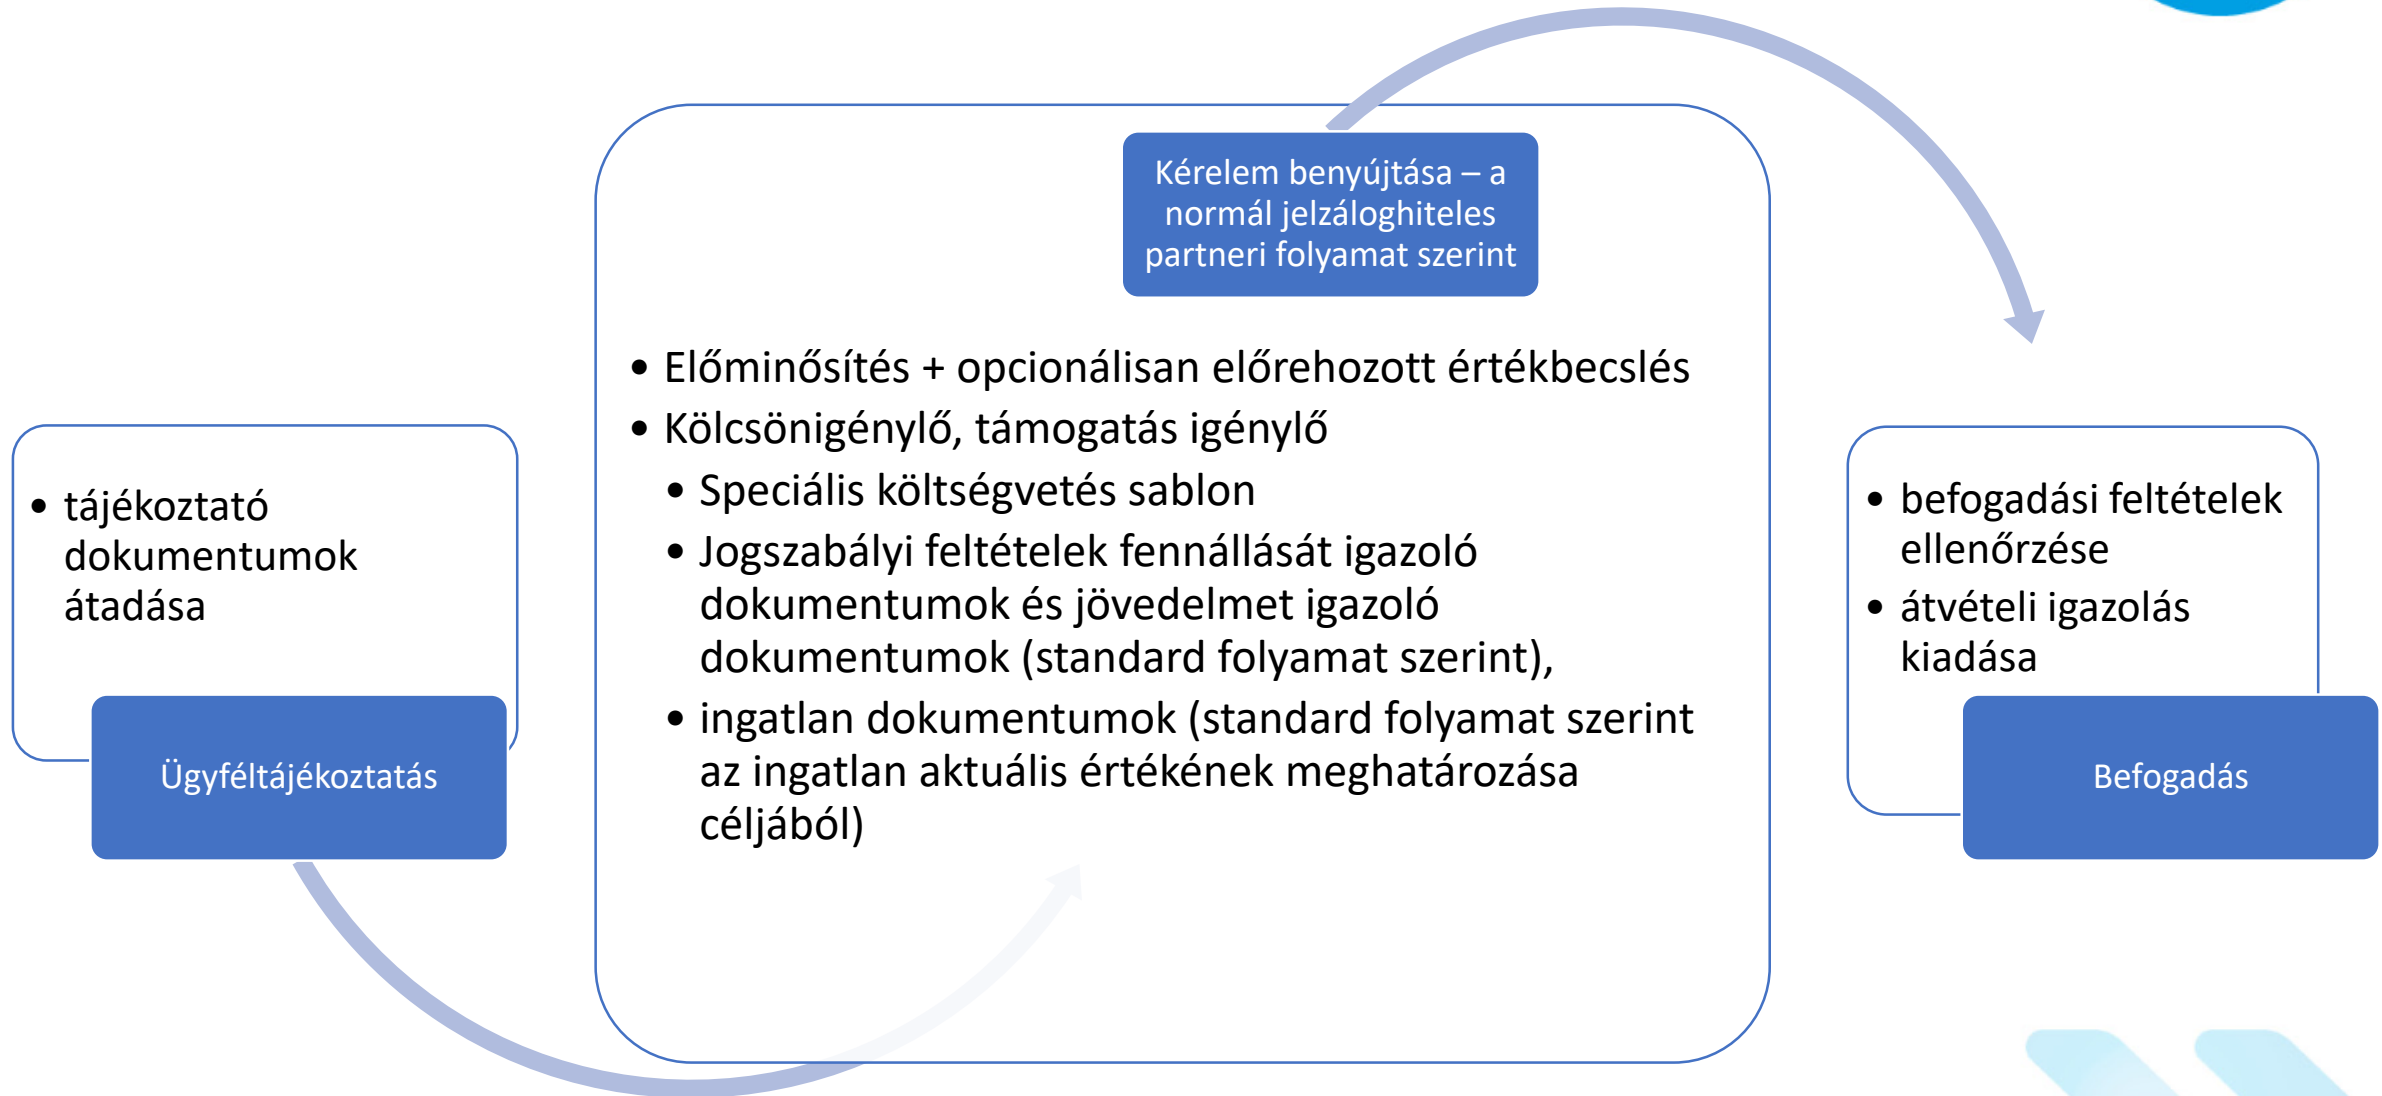 • tájékoztató
dokumentumok
átadása
Ügyféltájékoztatás
Kérelem benyújtása – a
normál jelzáloghiteles
partneri folyamat szerint
• Előminősítés + opcionálisan előrehozott értékbecslés
• Kölcsönigénylő, támogatás igénylő
• Speciális költségvetés sablon
• Jogszabályi feltételek fennállását igazoló
dokumentumok és jövedelmet igazoló
dokumentumok (standard folyamat szerint),
• ingatlan dokumentumok (standard folyamat szerint
az ingatlan aktuális értékének meghatározása
céljából)
• befogadási feltételek
ellenőrzése
• átvételi igazolás
kiadása
Befogadás